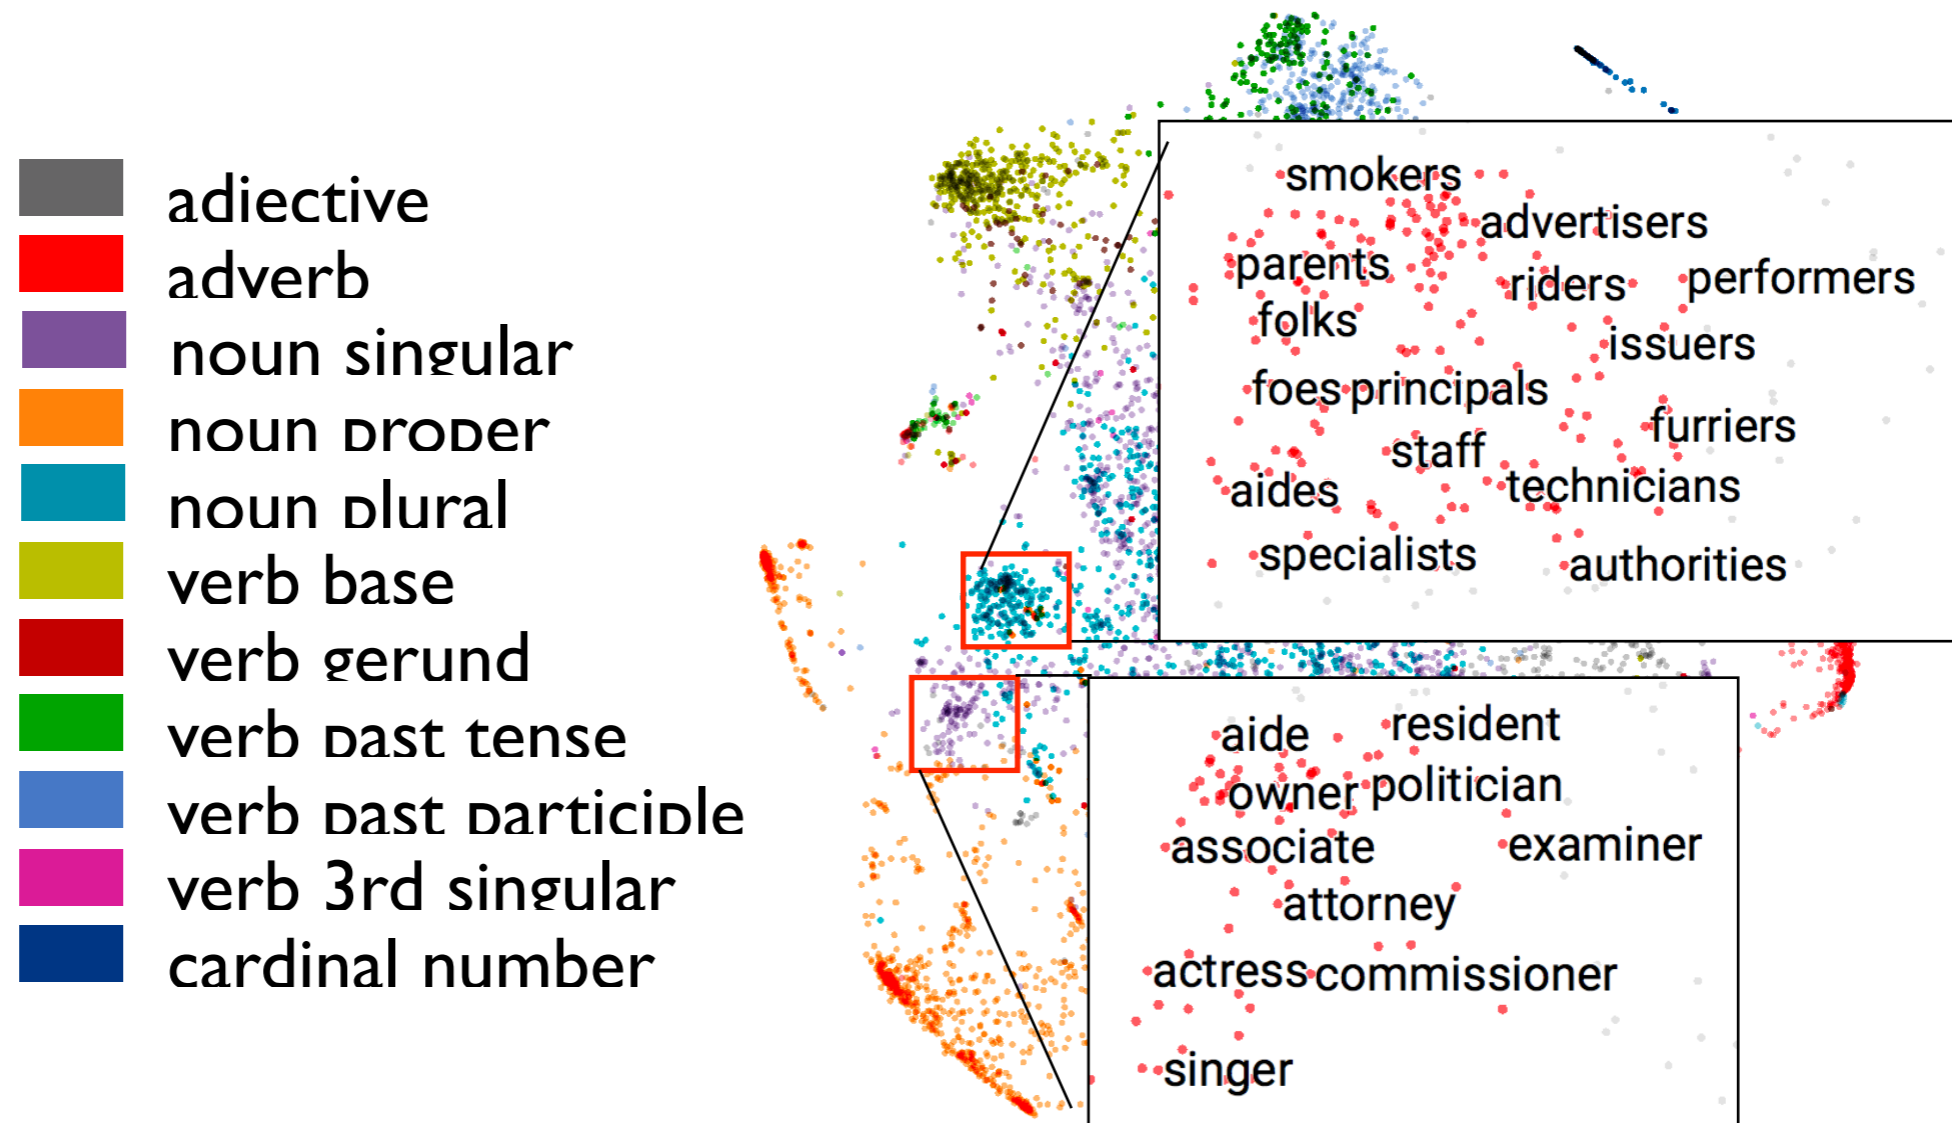 adjective
adverb
noun singular
noun proper
noun plural
verb base
verb gerund
verb past tense
verb past participle
verb 3rd singular
cardinal number
smokers
advertisers
parents
riders
performers
folks
issuers
foes principals
furriers
staff
aides
technicians
specialists
authorities
aide
resident
owner
politician
associate
examiner
attorney
actress commissioner
singer